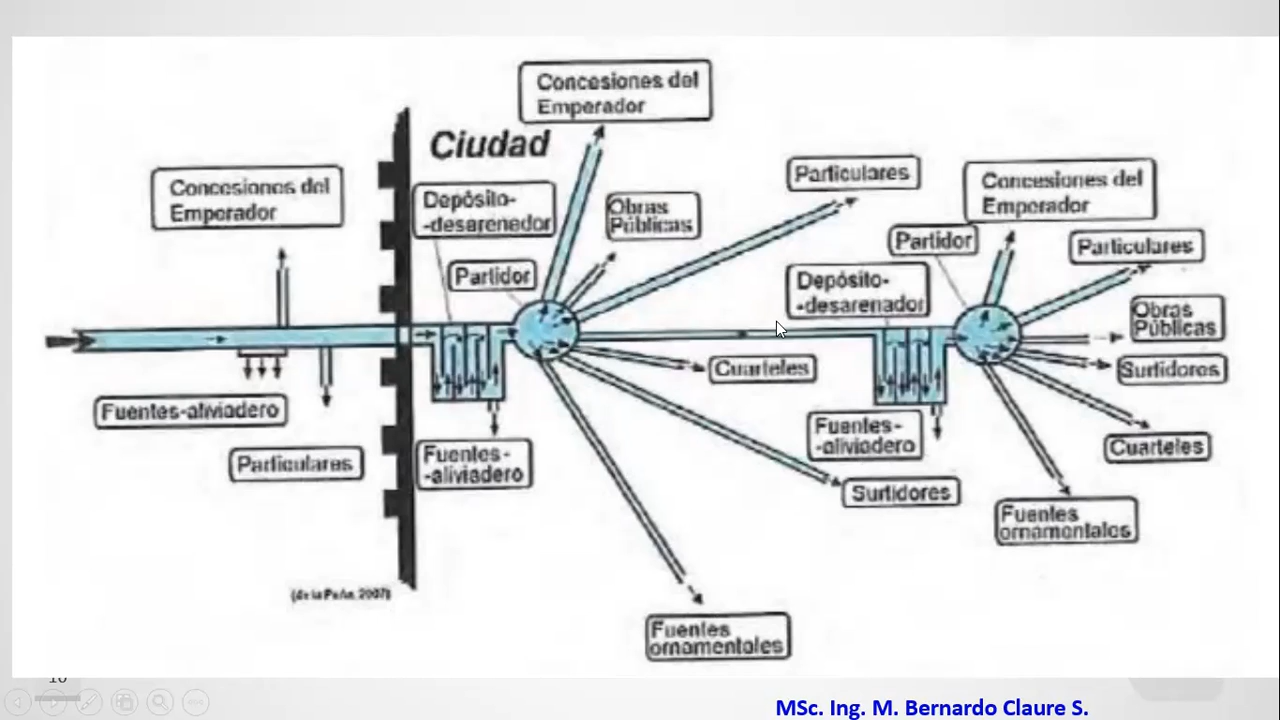 Concesiones del
Emperador
Ciudad
Concesiones del
Emperador
Depósito-
-desarenedor
Obras
Públicas
Particulares
Concesiones del
Emperador
Partidor
Particulares
Partidor
Depósito-
-desarenador
Obras
Públicas
Cuarteles
Surtidores
Fuentes-aliviadero
Fuentes-
-aliviadero
Cuarteles
Particulares
Fuentes-
-aliviadero
Surtidores
Fuentes
ornamentales
(de la Peña, 2007)
Fuentes
ornamentales
MSc. Ing. M. Bernardo Claure S.